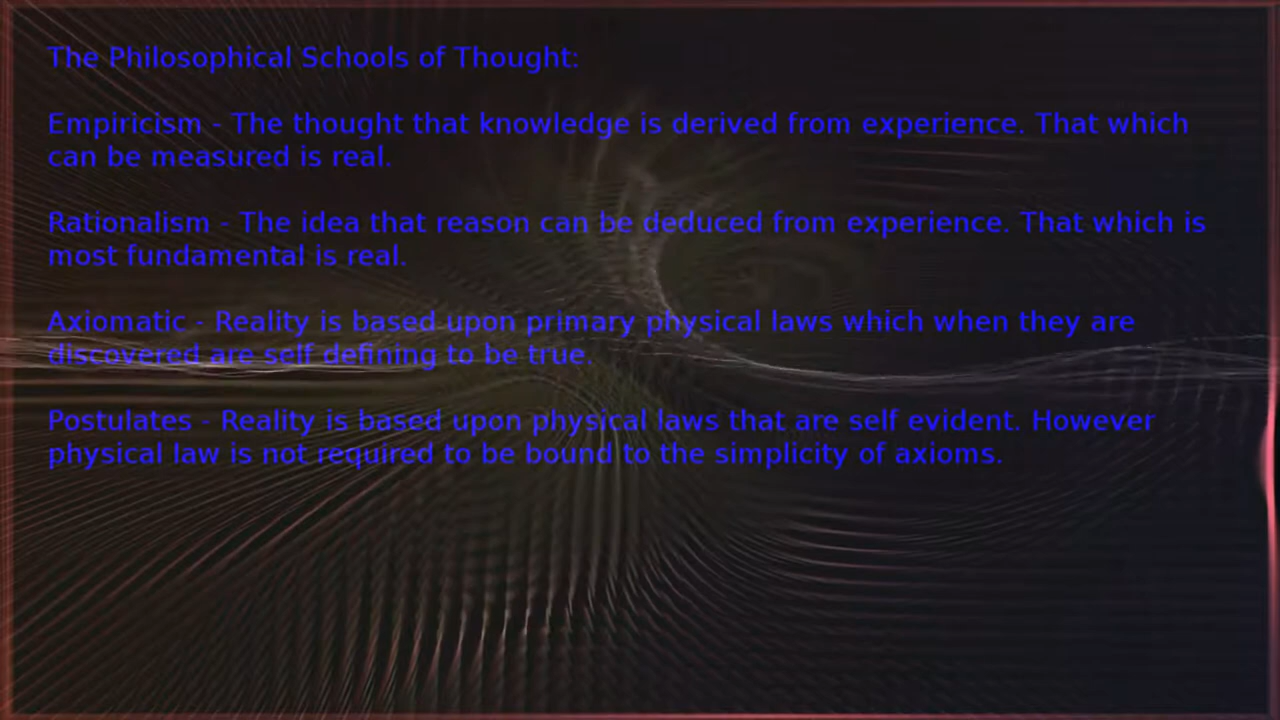 The Philosophical Schools of Thought:
Empiricism - The thought that knowledge is derived from experience. That which
can be measured is real.
Rationalism - The idea that reason can be deduced from experience. That which is
most fundamental is real.
Axiomatic - Reality is based upon primary physical laws which when they are
discovered are self defining to be true.
Postulates - Reality is based upon physical laws that are self evident. However
physical law is not required to be bound to the simplicity of axioms.